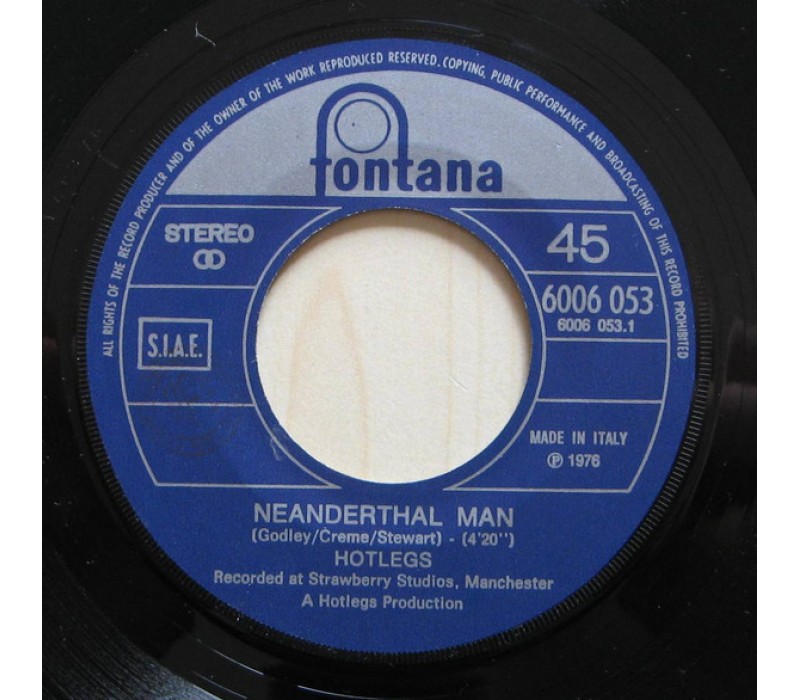 ALL RIGHTS OF THE RECORD PRODUCER AND OF THE OWNER OF THE WORK REPRODUCED RESERVED. COPYING, PUBLIC PERFORMANCE AND BROADCASTING OF THIS RECORD PROHIBITED
fontana
STEREO
45
6006 053
6006 053.1
S.I.A.E.
MADE IN ITALY
Ⓟ 1976
NEANDERTHAL MAN
(Godley/Creme/Stewart) - (4'20'')
HOTLEGS
Recorded at Strawberry Studios, Manchester
A Hotlegs Production